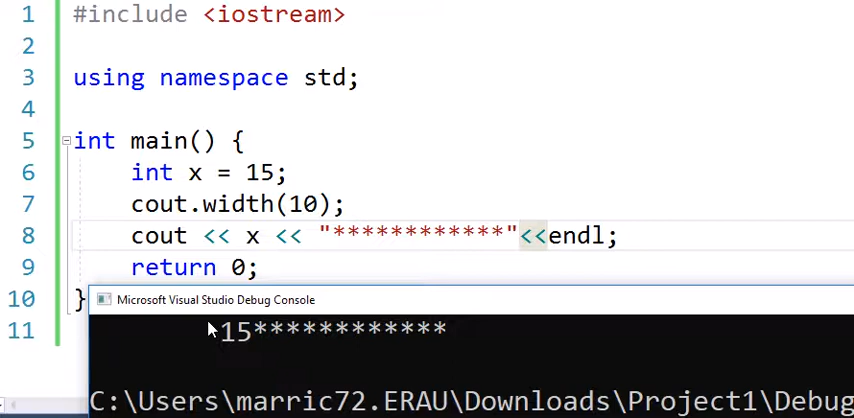 1 #include <iostream>
2
3 using namespace std;
4
5 int main() {
6 int x = 15;
7 cout.width(10);
8 cout << x << "************"<<endl;
9 return 0;
10 }
11
Microsoft Visual Studio Debug Console
15************
C:\Users\marric72.ERAU\Downloads\Project1\Debug